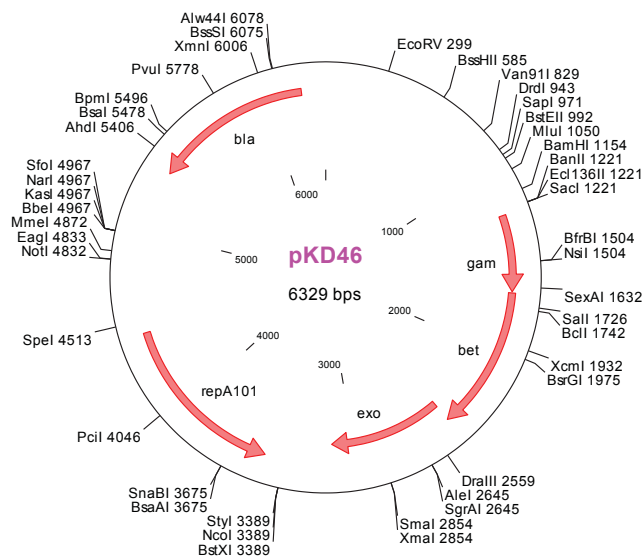 Alw44I 6078
BssSI 6075
XmnI 6006
PvuI 5778
BpmI 5496
BsaI 5478
AhdI 5406
SfoI 4967
NarI 4967
KasI 4967
BbeI 4967
MmeI 4872
EagI 4833
NotI 4832
SpeI 4513
PciI 4046
SnaBI 3675
BsaAI 3675
StyI 3389
NcoI 3389
BstXI 3389
EcoRV 299
BssHII 585
Van91I 829
DrdI 943
SapI 971
BstEII 992
MluI 1050
BamHI 1154
BanII 1221
Ecl136II 1221
SacI 1221
BfrBI 1504
NsiI 1504
SexAI 1632
SalI 1726
BclI 1742
XcmI 1932
BsrGI 1975
DraIII 2559
AleI 2645
SgrAI 2645
SmaI 2854
XmaI 2854
bla
gam
bet
exo
repA101
6000
1000
5000
2000
4000
3000
pKD46
6329 bps